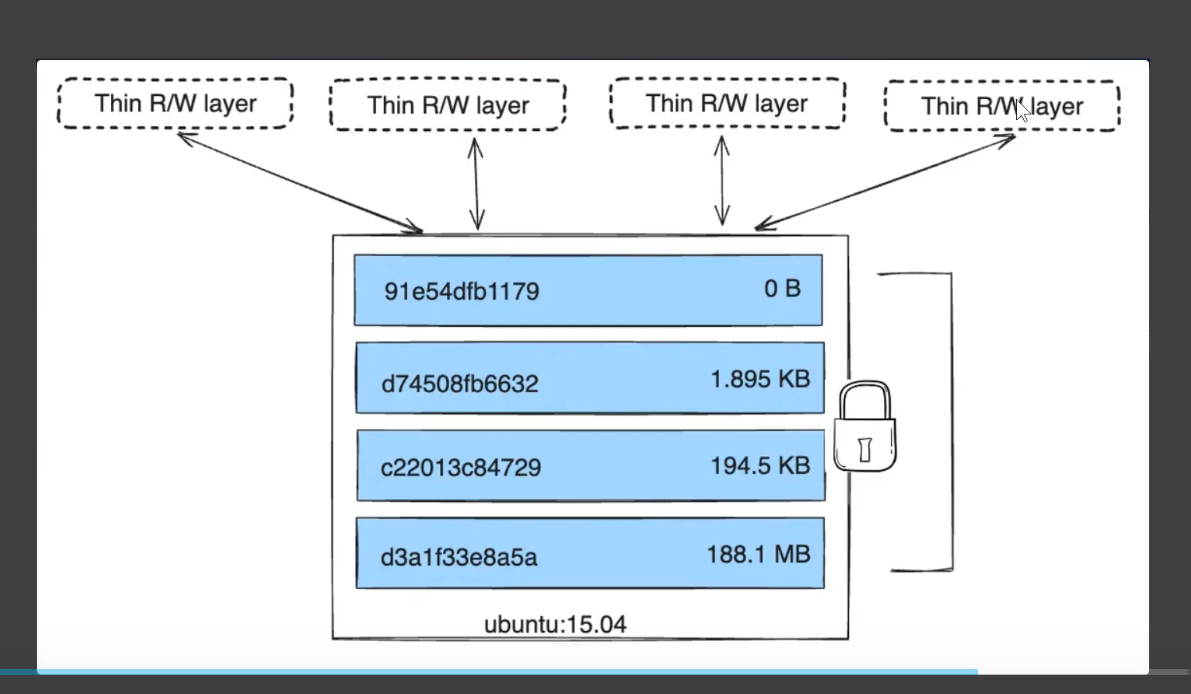 Thin R/W layer
Thin R/W layer
Thin R/W layer
Thin R/W layer
91e54dfb1179 0 B
d74508fb6632 1.895 KB
c22013c84729 194.5 KB
d3a1f33e8a5a 188.1 MB
ubuntu:15.04